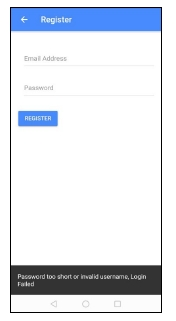 Register
Email Address
Password
REGISTER
Password too short or invalid username, Login
Failed